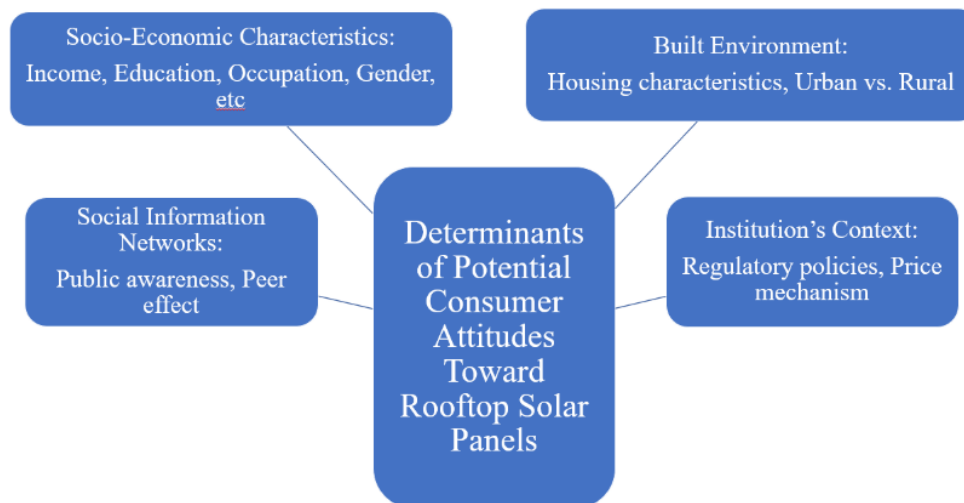 Socio-Economic Characteristics:
Income, Education, Occupation, Gender,
etc
Built Environment:
Housing characteristics, Urban vs. Rural
Social Information
Networks:
Public awareness, Peer
effect
Determinants
of Potential
Consumer
Attitudes
Toward
Rooftop Solar
Panels
Institution’s Context:
Regulatory policies, Price
mechanism